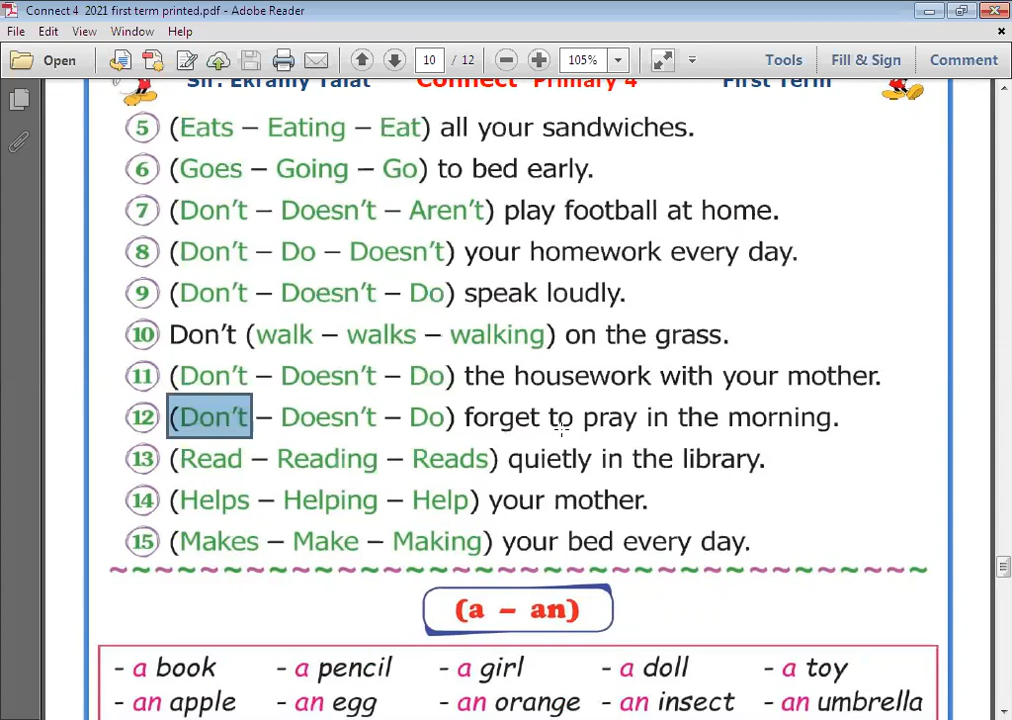 Connect 4 2021 first term printed.pdf - Adobe Reader
File Edit View Window Help
Open 10 / 12 105% Tools Fill & Sign Comment
Sir. Ekramy Talat Connect Primary 4 First Term
5 (Eats – Eating – Eat) all your sandwiches.
6 (Goes – Going – Go) to bed early.
7 (Don't – Doesn't – Aren't) play football at home.
8 (Don't – Do – Doesn't) your homework every day.
9 (Don't – Doesn't – Do) speak loudly.
10 Don't (walk – walks – walking) on the grass.
11 (Don't – Doesn't – Do) the housework with your mother.
12 (Don't – Doesn't – Do) forget to pray in the morning.
13 (Read – Reading – Reads) quietly in the library.
14 (Helps – Helping – Help) your mother.
15 (Makes – Make – Making) your bed every day.
(a – an)
- a book - a pencil - a girl - a doll - a toy
- an apple - an egg - an orange - an insect - an umbrella